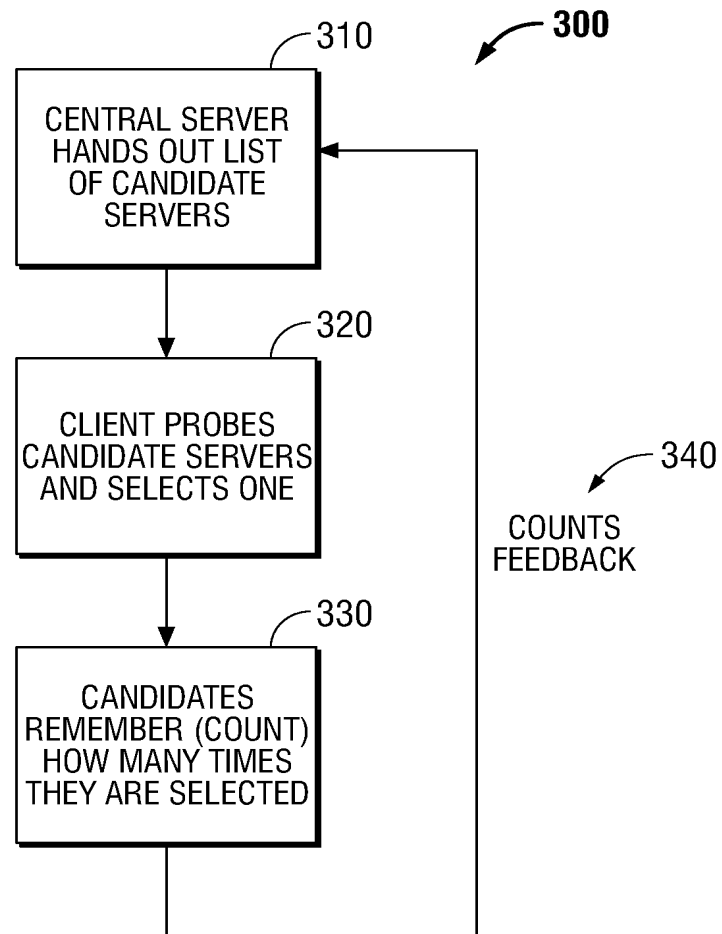 300
310
CENTRAL SERVER
HANDS OUT LIST
OF CANDIDATE
SERVERS
320
CLIENT PROBES
CANDIDATE SERVERS
AND SELECTS ONE
340
COUNTS
FEEDBACK
330
CANDIDATES
REMEMBER (COUNT)
HOW MANY TIMES
THEY ARE SELECTED